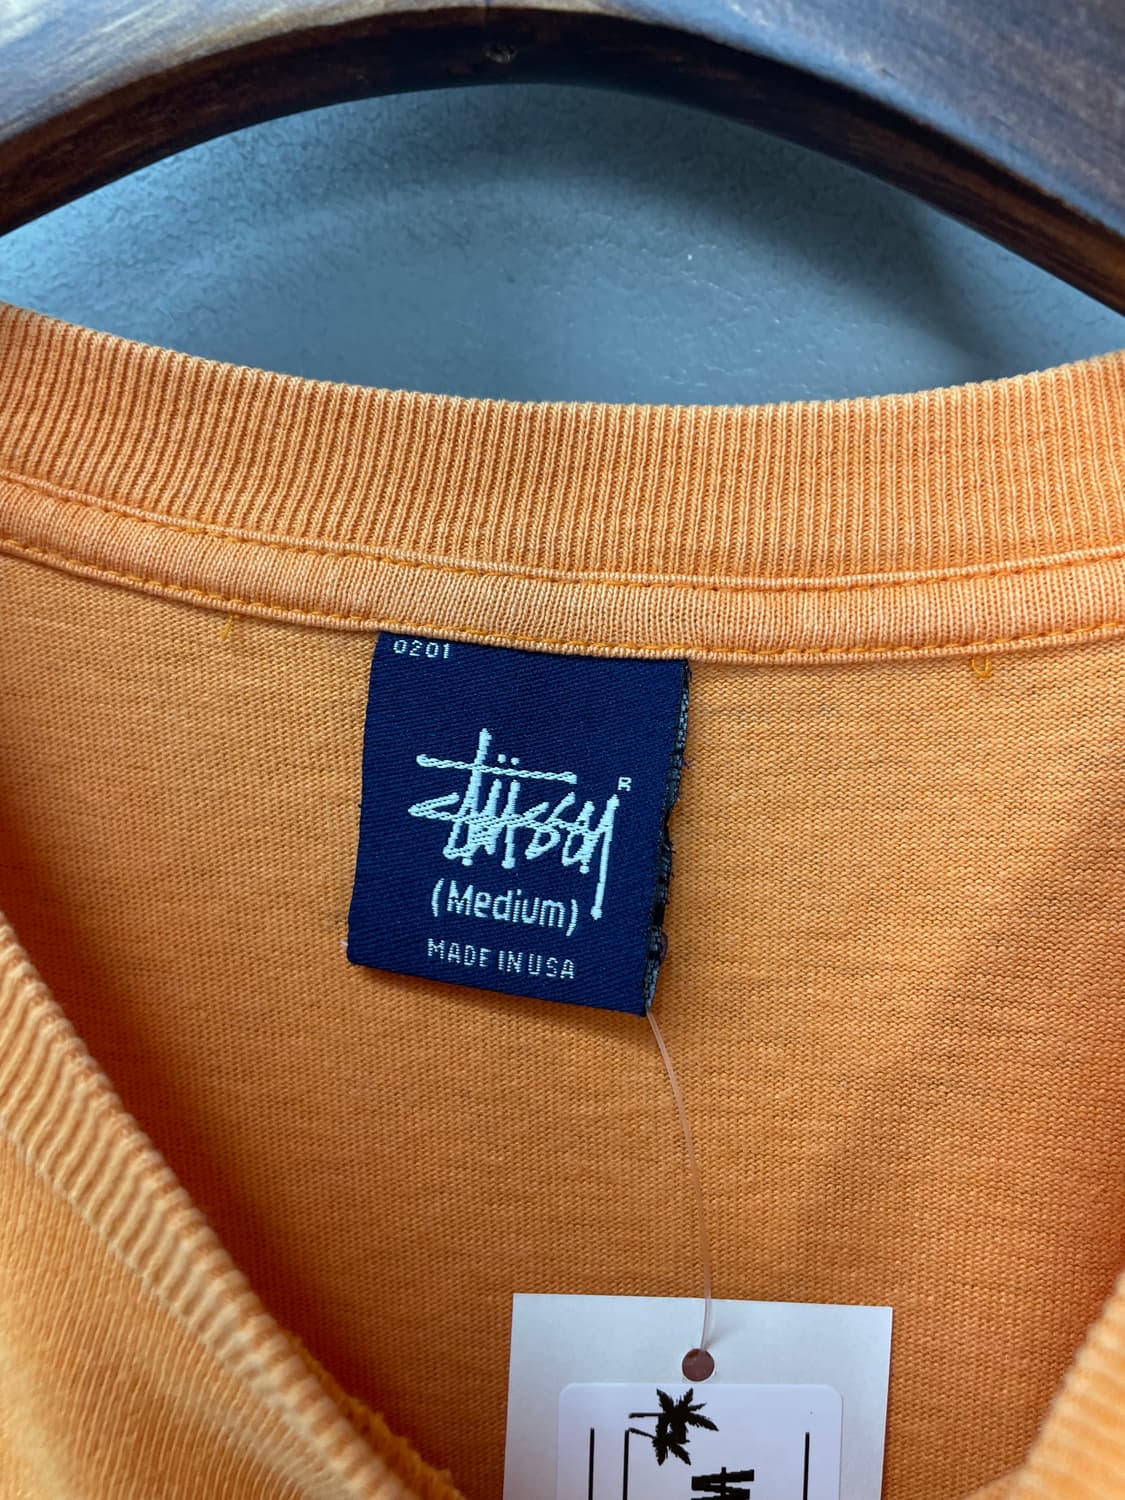 0201
Stüssy
R
(Medium)
MADE IN USA
W